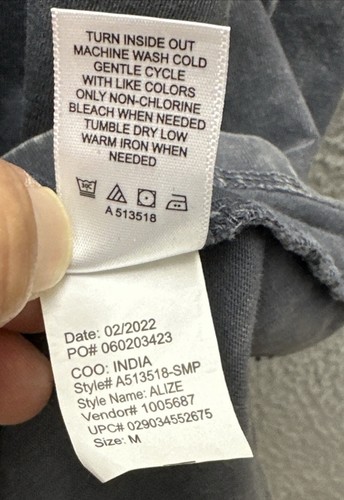 TURN INSIDE OUT
MACHINE WASH COLD
GENTLE CYCLE
WITH LIKE COLORS
ONLY NON-CHLORINE
BLEACH WHEN NEEDED
TUMBLE DRY LOW
WARM IRON WHEN
NEEDED
A 513518
Date: 02/2022
PO# 060203423
COO: INDIA
Style# A513518-SMP
Style Name: ALIZE
Vendor# 1005687
UPC# 029034552675
Size: M